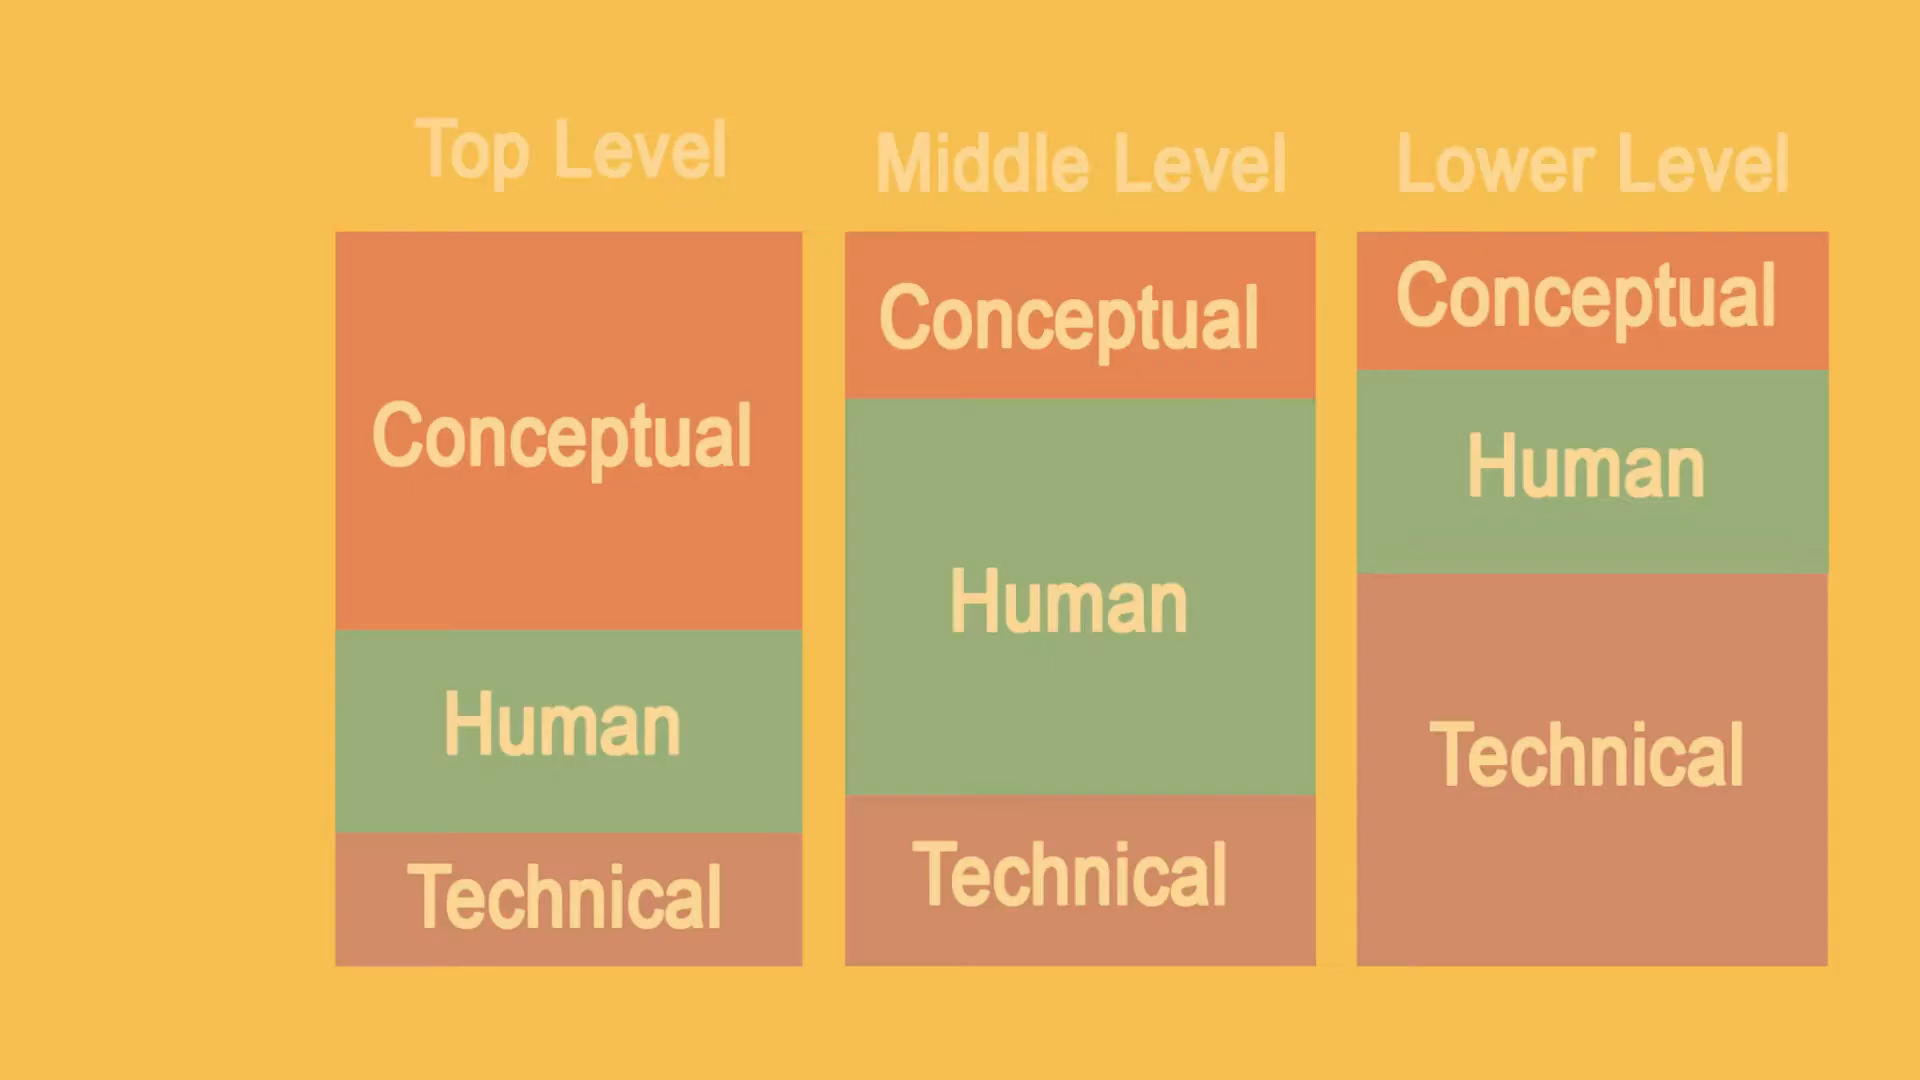 Top Level
Middle Level
Lower Level
Conceptual
Human
Technical
Conceptual
Human
Technical
Conceptual
Human
Technical